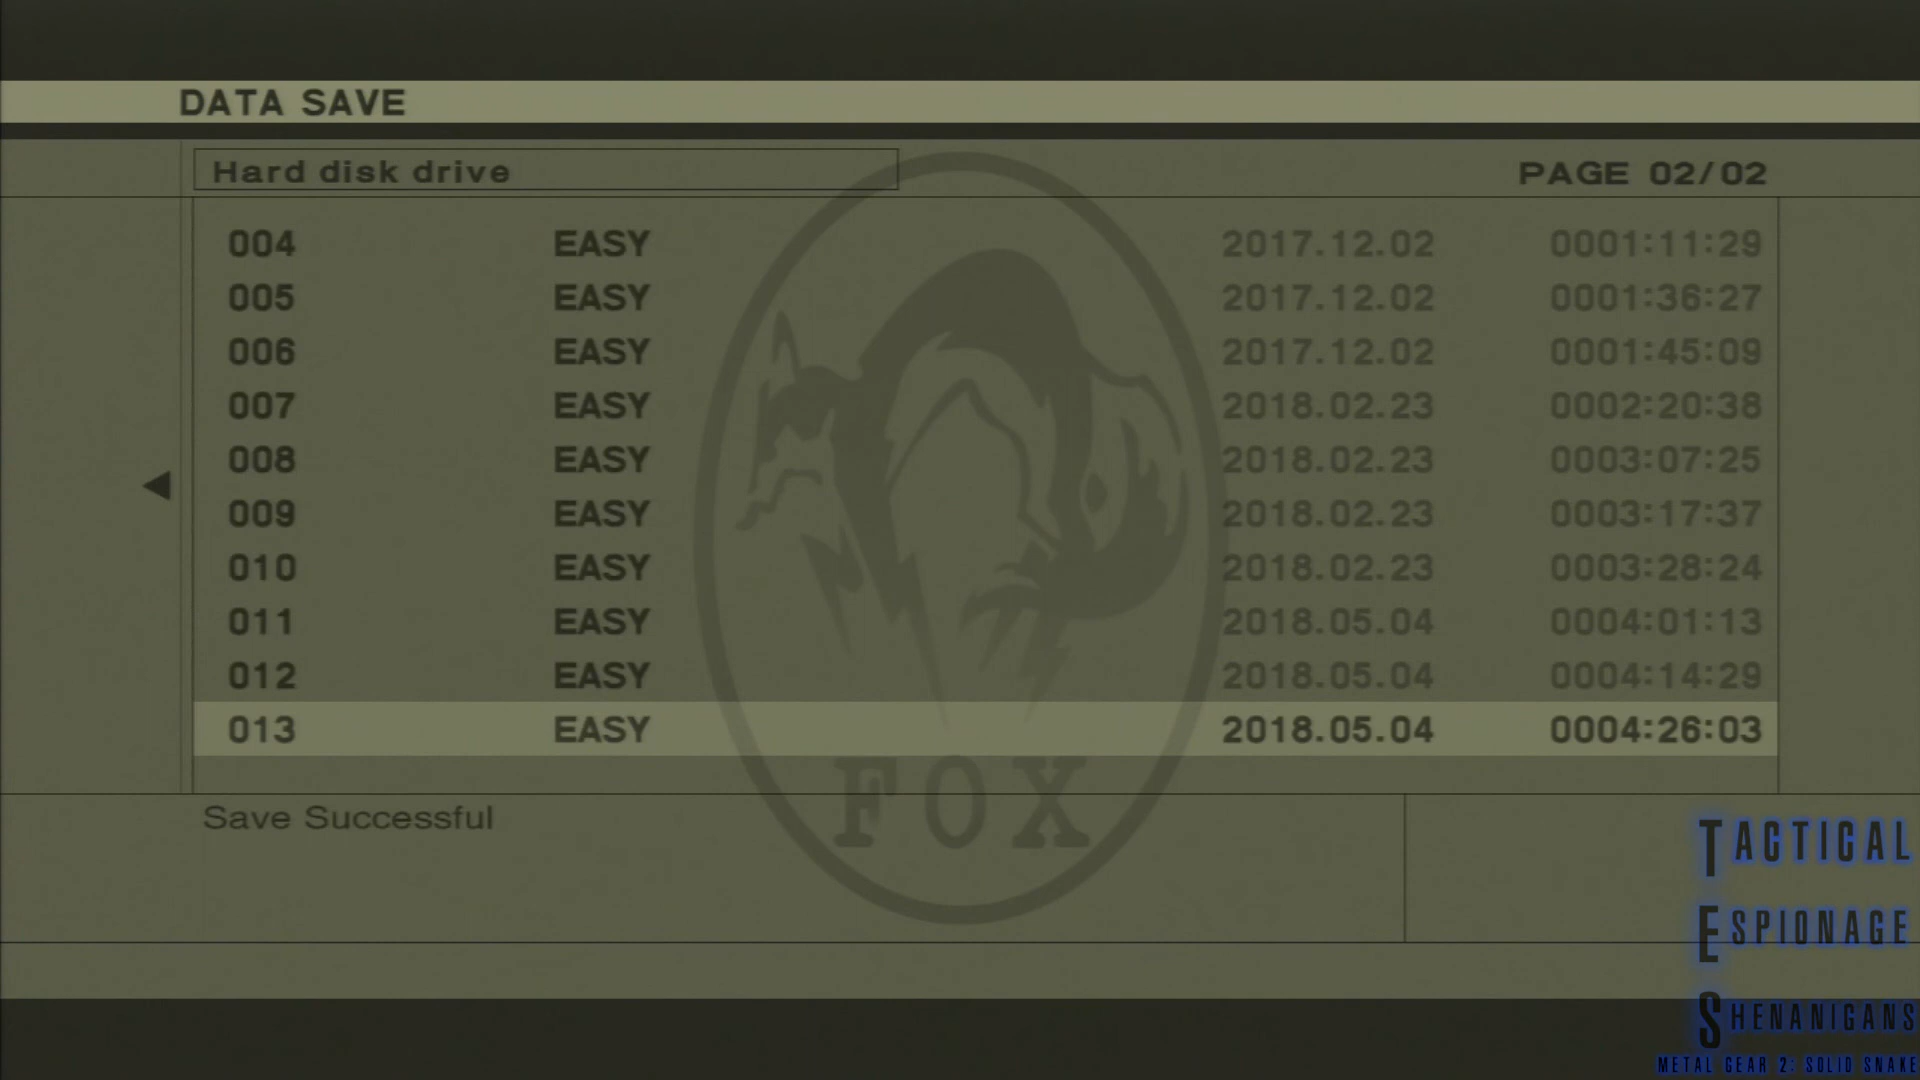 DATA SAVE
Hard disk drive PAGE 02/02
004 EASY 2017.12.02 0001:11:29
005 EASY 2017.12.02 0001:36:27
006 EASY 2017.12.02 0001:45:09
007 EASY 2018.02.23 0002:20:38
008 EASY 2018.02.23 0003:07:25
009 EASY 2018.02.23 0003:17:37
010 EASY 2018.02.23 0003:28:24
011 EASY 2018.05.04 0004:01:13
012 EASY 2018.05.04 0004:14:29
013 EASY 2018.05.04 0004:26:03
FOX
Save Successful
TACTICAL
ESPIONAGE
SHENANIGANS
METAL GEAR 2: SOLID SNAKE